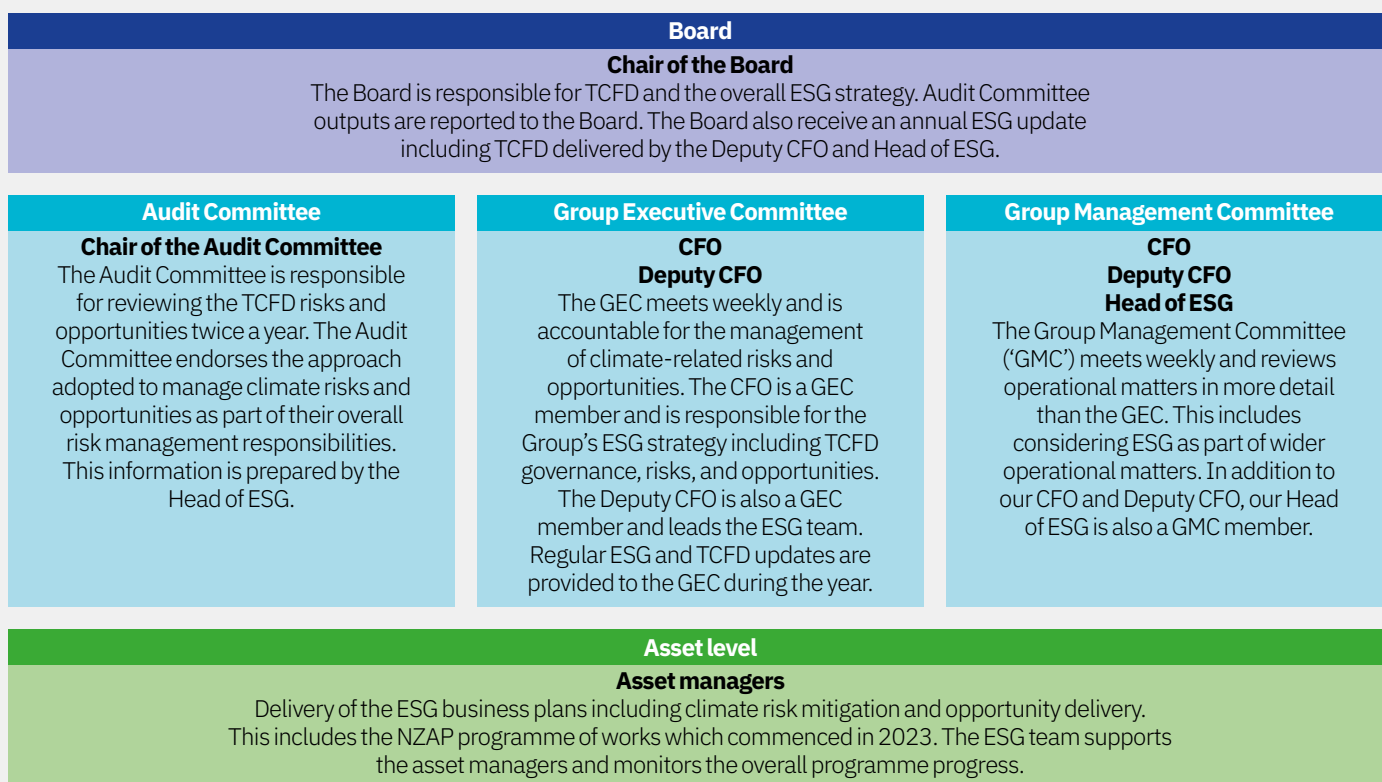 Board
Chair of the Board
The Board is responsible for TCFD and the overall ESG strategy. Audit Committee
outputs are reported to the Board. The Board also receive an annual ESG update
including TCFD delivered by the Deputy CFO and Head of ESG.
Audit Committee
Chair of the Audit Committee
The Audit Committee is responsible
for reviewing the TCFD risks and
opportunities twice a year. The Audit
Committee endorses the approach
adopted to manage climate risks and
opportunities as part of their overall
risk management responsibilities.
This information is prepared by the
Head of ESG.
Group Executive Committee
CFO
Deputy CFO
The GEC meets weekly and is
accountable for the management
of climate-related risks and
opportunities. The CFO is a GEC
member and is responsible for the
Group’s ESG strategy including TCFD
governance, risks, and opportunities.
The Deputy CFO is also a GEC
member and leads the ESG team.
Regular ESG and TCFD updates are
provided to the GEC during the year.
Group Management Committee
CFO
Deputy CFO
Head of ESG
The Group Management Committee
(‘GMC’) meets weekly and reviews
operational matters in more detail
than the GEC. This includes
considering ESG as part of wider
operational matters. In addition to
our CFO and Deputy CFO, our Head
of ESG is also a GMC member.
Asset level
Asset managers
Delivery of the ESG business plans including climate risk mitigation and opportunity delivery.
This includes the NZAP programme of works which commenced in 2023. The ESG team supports
the asset managers and monitors the overall programme progress.